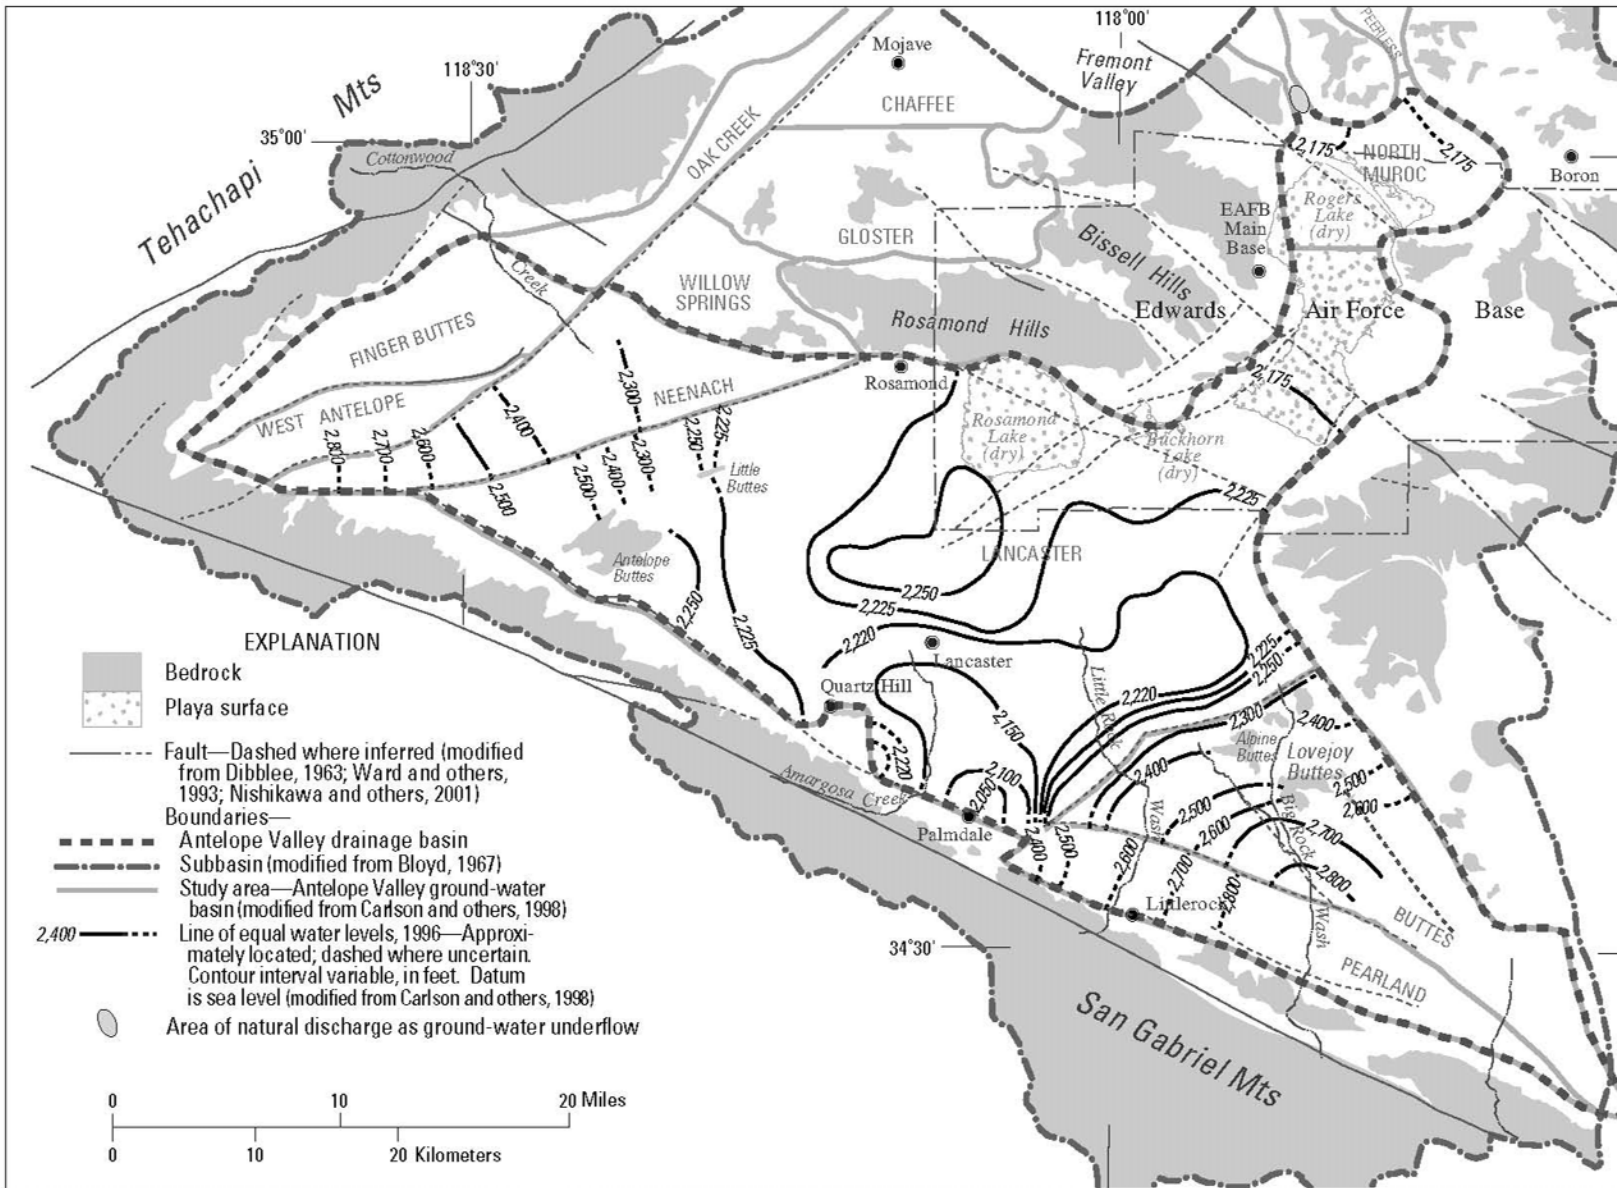 118°00'
PEERLESS
Mojave
Fremont
Valley
118°30'
Mts
CHAFFEE
35°00'
OAK CREEK
Cottonwood
2,175
NORTH
MUROC
2,175
Boron
Tehachapi
Rogers
Lake
(dry)
EAFB
Main
Base
GLOSTER
Bissell Hills
Creek
WILLOW
SPRINGS
Edwards
Air Force
Base
Rosamond Hills
FINGER BUTTES
Rosamond
2,300
NEENACH
2,175
WEST ANTELOPE
2,400
2,225
2,250
Rosamond
Lake
(dry)
Buckhorn
Lake
(dry)
2,800
2,700
2,600
2,300
2,400
2,500
2,500
Little
Buttes
2,225
LANCASTER
Antelope
Buttes
2,250
2,250
2,225
2,225
2,220
Lancaster
EXPLANATION
Bedrock
Playa surface
Quartz Hill
Little Rock
Wash
2,220
2,225
2,250
2,300
2,150
2,400
Alpine
Buttes
Lovejoy
Buttes
2,220
2,100
2,050
2,400
2,500
2,500
2,600
Amargosa Creek
Palmdale
2,400
2,500
2,600
2,600
2,700
2,700
2,800
2,800
Big Rock
Wash
Littlerock
BUTTES
PEARLAND
34°30'
San Gabriel Mts
Fault—Dashed where inferred (modified
from Dibblee, 1963; Ward and others,
1993; Nishikawa and others, 2001)
Boundaries—
Antelope Valley drainage basin
Subbasin (modified from Bloyd, 1967)
Study area—Antelope Valley ground-water
basin (modified from Carlson and others, 1998)
2,400
Line of equal water levels, 1996—Approxi-
mately located; dashed where uncertain.
Contour interval variable, in feet. Datum
is sea level (modified from Carlson and others, 1998)
Area of natural discharge as ground-water underflow
0 10 20 Miles
0 10 20 Kilometers